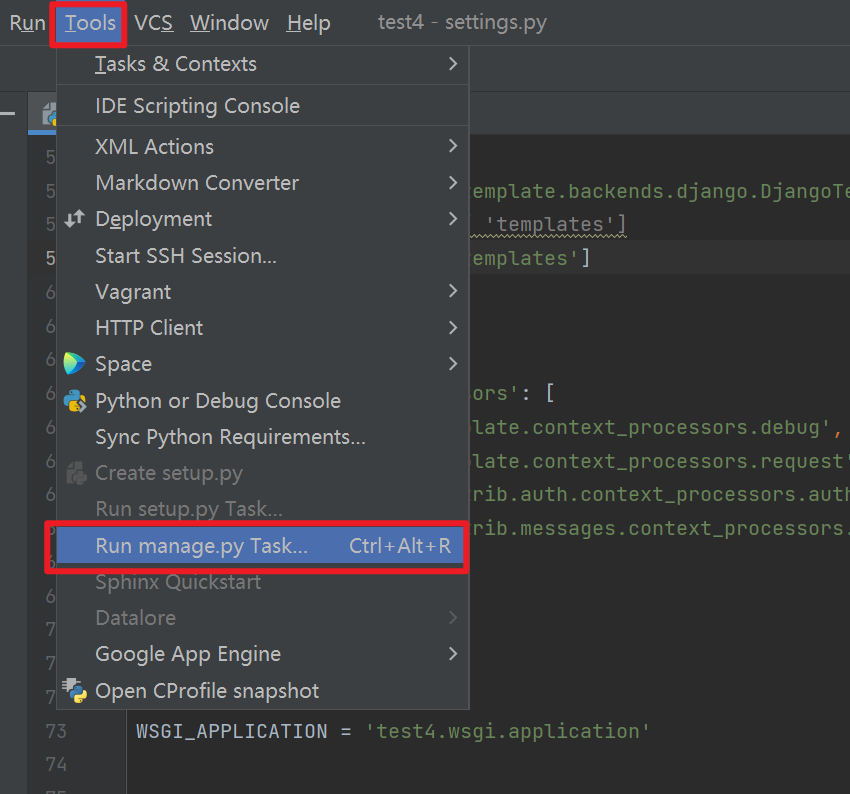 Run Tools VCS Window Help test4 - settings.py
Tasks & Contexts
IDE Scripting Console
XML Actions
Markdown Converter
Deployment
Start SSH Session...
Vagrant
HTTP Client
Space
Python or Debug Console
Sync Python Requirements...
Create setup.py
Run setup.py Task...
Run manage.py Task... Ctrl+Alt+R
Sphinx Quickstart
Datalore
Google App Engine
Open CProfile snapshot
5
5 template.backends.django.DjangoTe
5 'templates']
5 emplates']
6
6
6
6 ors': [
6 late.context_processors.debug',
6 late.context_processors.request'
6 rib.auth.context_processors.auth
rib.messages.context_processors.
6
6
7
7
7
73 WSGI_APPLICATION = 'test4.wsgi.application'
74